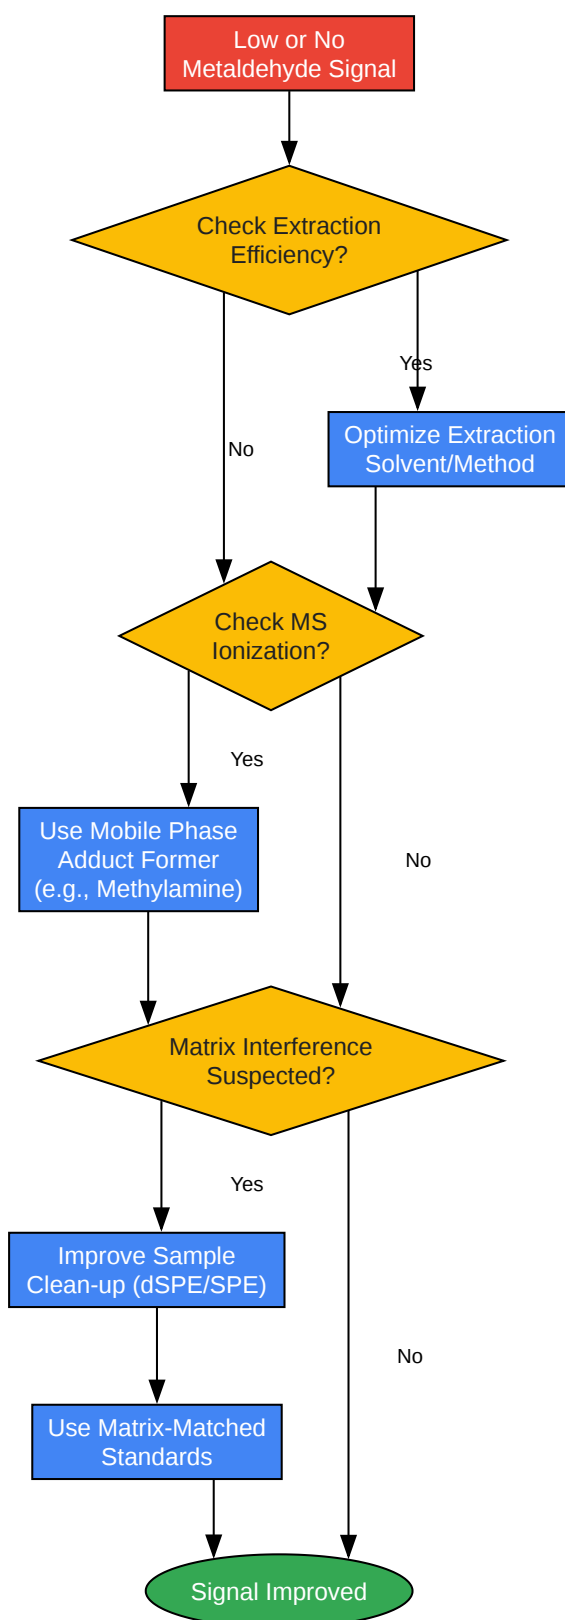 Low or No
Metaldehyde Signal
Check Extraction
Efficiency?
Yes
Optimize Extraction
Solvent/Method
No
Check MS
Ionization?
Yes
Use Mobile Phase
Adduct Former
(e.g., Methylamine)
No
Matrix Interference
Suspected?
Yes
Improve Sample
Clean-up (dSPE/SPE)
No
Use Matrix-Matched
Standards
Signal Improved